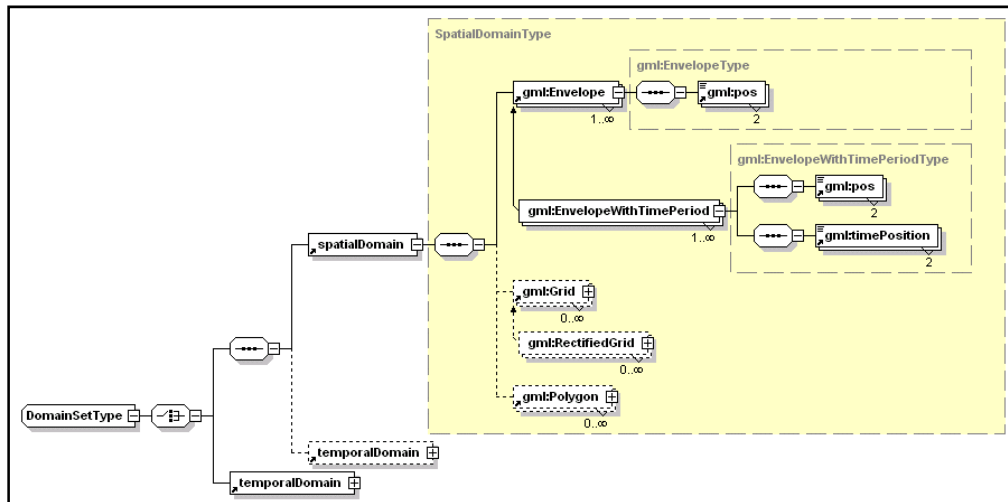 SpatialDomainType
gml:EnvelopeType
gml:Envelope
gml:pos
1..∞
2
gml:EnvelopeWithTimePeriodType
gml:pos
2
gml:EnvelopeWithTimePeriod
1..∞
gml:timePosition
2
spatialDomain
gml:Grid
0..∞
gml:RectifiedGrid
0..∞
gml:Polygon
0..∞
DomainSetType
temporalDomain
temporalDomain